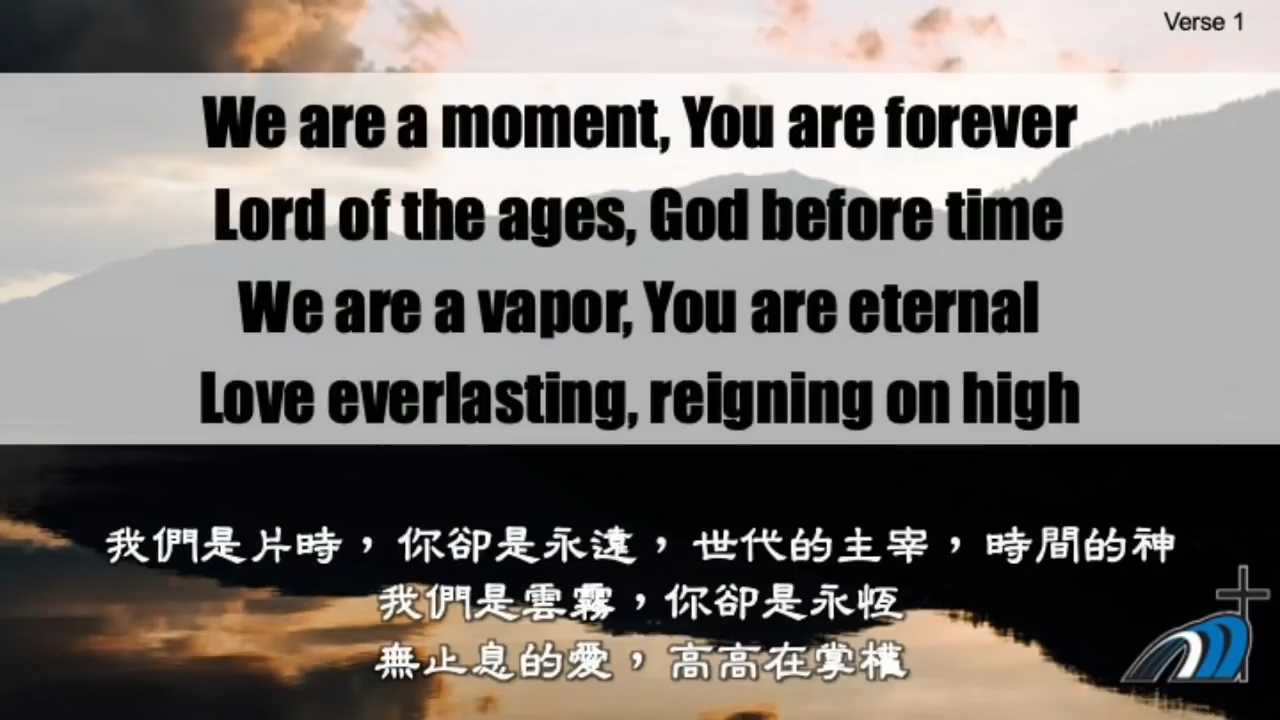 Verse 1
We are a moment, You are forever
Lord of the ages, God before time
We are a vapor, You are eternal
Love everlasting, reigning on high
我們是片時，你卻是永遠，世代的主宰，時間的神
我們是雲霧，你卻是永恆
無止息的愛，高高在掌權